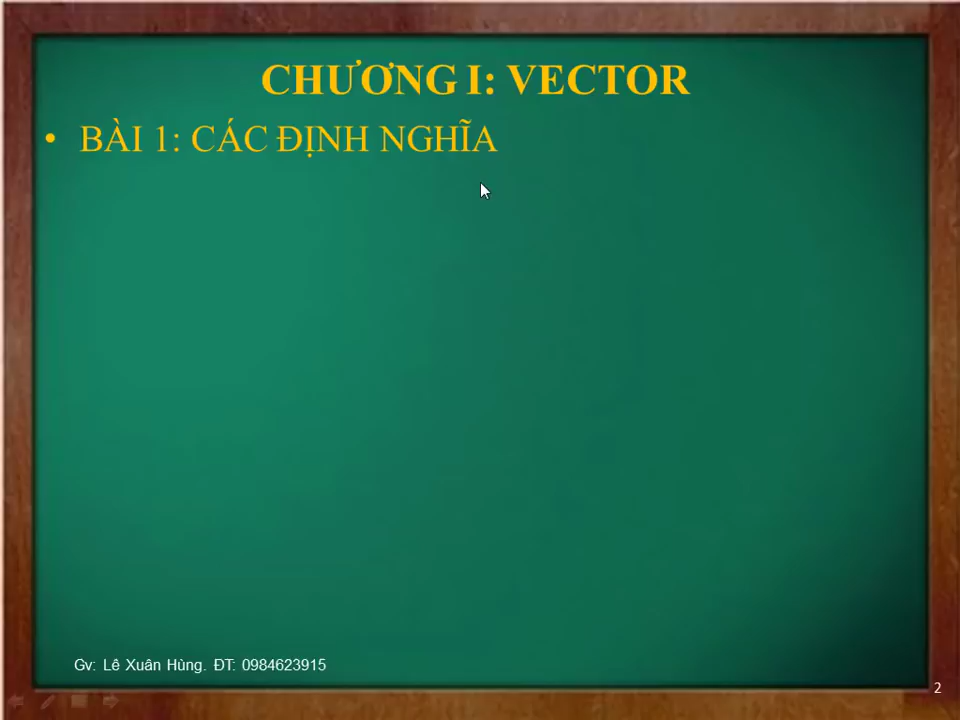 CHƯƠNG I: VECTOR
• BÀI 1: CÁC ĐỊNH NGHĨA
Gv: Lê Xuân Hùng. ĐT: 0984623915
2